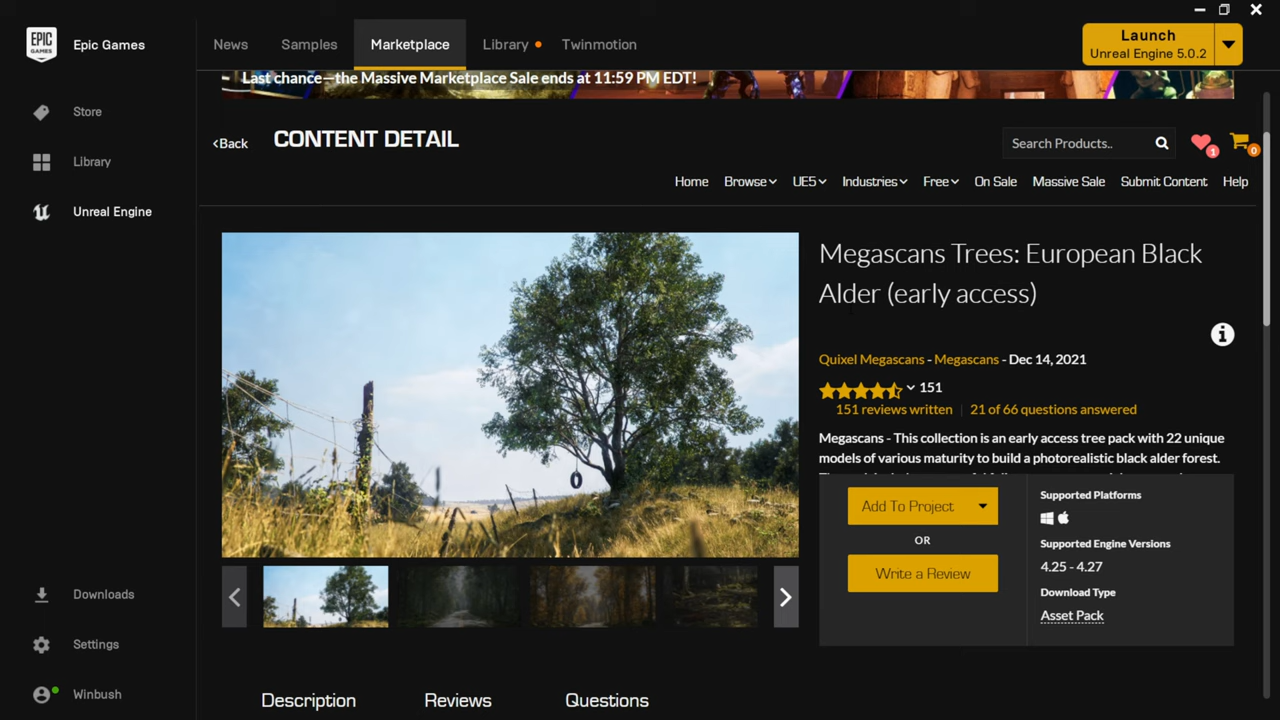 EPIC
GAMES
Epic Games
News
Samples
Marketplace
Library
Twinmotion
Launch
Unreal Engine 5.0.2
Store
Library
Unreal Engine
Last chance—the Massive Marketplace Sale ends at 11:59 PM EDT!
Back
CONTENT DETAIL
Search Products..
1
0
Home
Browse
UE5
Industries
Free
On Sale
Massive Sale
Submit Content
Help
Megascans Trees: European Black
Alder (early access)
Quixel Megascans - Megascans - Dec 14, 2021
151
151 reviews written | 21 of 66 questions answered
Megascans - This collection is an early access tree pack with 22 unique
models of various maturity to build a photorealistic black alder forest.
Add To Project
OR
Write a Review
Supported Platforms
Supported Engine Versions
4.25 - 4.27
Download Type
Asset Pack
Description
Reviews
Questions
Downloads
Settings
Winbush